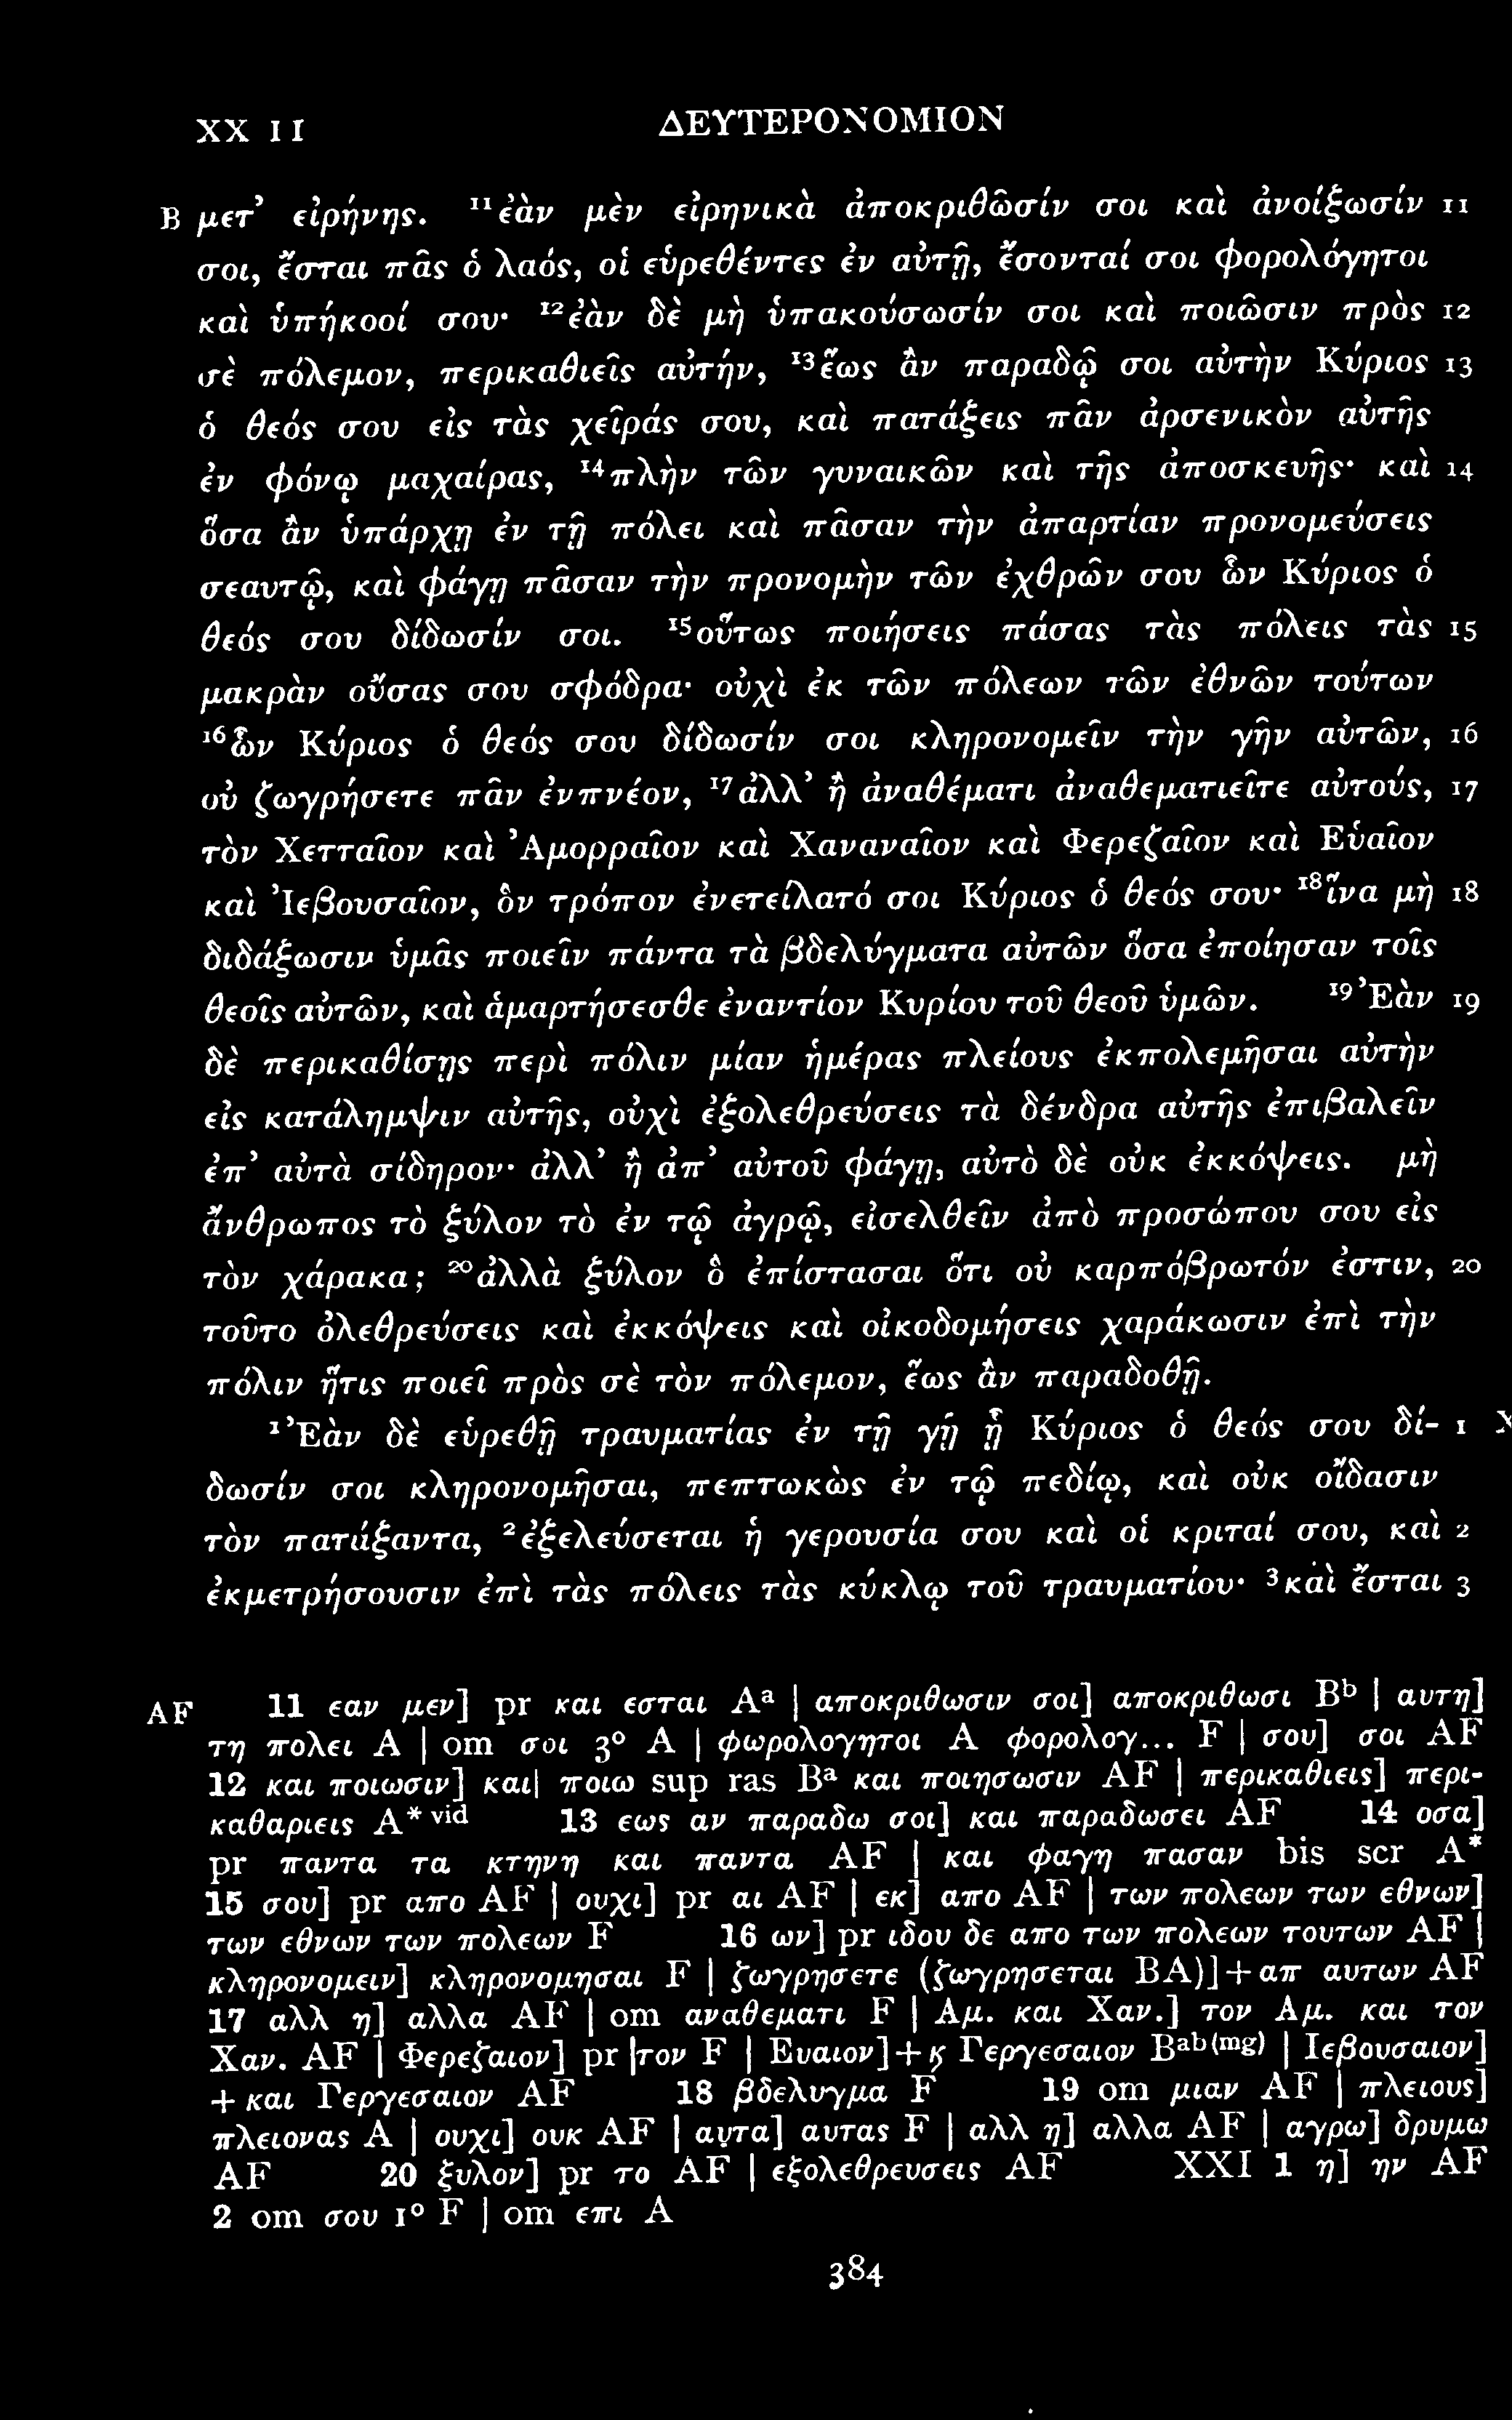 XX 11 ΔΕΥΤΕΡΟΝΟΜΙΟΝ
B μετ’ εἰρήνης. ¹¹ἐὰν μὲν εἰρηνικὰ ἀποκριθῶσίν σοι καὶ ἀνοίξωσίν 11
σοι, ἔσται πᾶς ὁ λαός, οἱ εὑρεθέντες ἐν αὐτῇ, ἔσονταί σοι φορολόγητοι
καὶ ὑπήκοοί σου· ¹²ἐὰν δὲ μὴ ὑπακούσωσίν σοι καὶ ποιῶσιν πρὸς 12
σὲ πόλεμον, περικαθιεῖς αὐτήν, ¹³ἕως ἂν παραδῷ σοι αὐτὴν Κύριος 13
ὁ θεός σου εἰς τὰς χεῖράς σου, καὶ πατάξεις πᾶν ἀρσενικὸν αὐτῆς
ἐν φόνῳ μαχαίρας, ¹⁴πλὴν τῶν γυναικῶν καὶ τῆς ἀποσκευῆς· καὶ 14
ὅσα ἂν ὑπάρχῃ ἐν τῇ πόλει καὶ πᾶσαν τὴν ἀπαρτίαν προνομεύσεις
σεαυτῷ, καὶ φάγῃ πᾶσαν τὴν προνομὴν τῶν ἐχθρῶν σου ὧν Κύριος ὁ
θεός σου δίδωσίν σοι. ¹⁵οὕτως ποιήσεις πάσας τὰς πόλεις τὰς 15
μακρὰν οὔσας σου σφόδρα· οὐχὶ ἐκ τῶν πόλεων τῶν ἐθνῶν τούτων
¹⁶ὧν Κύριος ὁ θεός σου δίδωσίν σοι κληρονομεῖν τὴν γῆν αὐτῶν, 16
οὐ ζωγρήσετε πᾶν ἐνπνέον, ¹⁷ἀλλ’ ἢ ἀναθέματι ἀναθεματιεῖτε αὐτούς, 17
τὸν Χετταῖον καὶ Ἀμορραῖον καὶ Χαναναῖον καὶ Φερεζαῖον καὶ Εὑαῖον
καὶ Ἰεβουσαῖον, ὃν τρόπον ἐνετείλατό σοι Κύριος ὁ θεός σου· ¹⁸ἵνα μὴ 18
διδάξωσιν ὑμᾶς ποιεῖν πάντα τὰ βδελύγματα αὐτῶν ὅσα ἐποίησαν τοῖς
θεοῖς αὐτῶν, καὶ ἁμαρτήσεσθε ἐναντίον Κυρίου τοῦ θεοῦ ὑμῶν. ¹⁹Ἐὰν 19
δὲ περικαθίσῃς περὶ πόλιν μίαν ἡμέρας πλείους ἐκπολεμῆσαι αὐτὴν
εἰς κατάλημψιν αὐτῆς, οὐχὶ ἐξολεθρεύσεις τὰ δένδρα αὐτῆς ἐπιβαλεῖν
ἐπ’ αὐτὰ σίδηρον· ἀλλ’ ἢ ἀπ’ αὐτοῦ φάγῃ, αὐτὸ δὲ οὐκ ἐκκόψεις. μὴ
ἄνθρωπος τὸ ξύλον τὸ ἐν τῷ ἀγρῷ, εἰσελθεῖν ἀπὸ προσώπου σου εἰς
τὸν χάρακα; ²⁰ἀλλὰ ξύλον ὃ ἐπίστασαι ὅτι οὐ καρπόβρωτόν ἐστιν, 20
τοῦτο ὀλεθρεύσεις καὶ ἐκκόψεις καὶ οἰκοδομήσεις χαράκωσιν ἐπὶ τὴν
πόλιν ἥτις ποιεῖ πρὸς σὲ τὸν πόλεμον, ἕως ἂν παραδοθῇ.
¹Ἐὰν δὲ εὑρεθῇ τραυματίας ἐν τῇ γῇ ᾗ Κύριος ὁ θεός σου δί- 1 X
δωσίν σοι κληρονομῆσαι, πεπτωκὼς ἐν τῷ πεδίῳ, καὶ οὐκ οἴδασιν
τὸν πατάξαντα, ²ἐξελεύσεται ἡ γερουσία σου καὶ οἱ κριταί σου, καὶ 2
ἐκμετρήσουσιν ἐπὶ τὰς πόλεις τὰς κύκλῳ τοῦ τραυματίου· ³καὶ ἔσται 3
AF 11 εαν μεν] pr και εσται Aᵃ | αποκριθωσιν σοι] αποκριθωσι Bᵇ | αυτη]
τη πολει A | om σοι 3° A | φωρολογητοι A φορολογ... F | σου] σοι AF
12 και ποιωσιν] και| ποιω sup ras Bᵃ και ποιησωσιν AF | περικαθιεις] περι-
καθαριεις A* ᵛⁱᵈ 13 εως αν παραδω σοι] και παραδωσει AF 14 οσα]
pr παντα τα κτηνη και παντα AF | και φαγη πασαν bis scr A*
15 σου] pr απο AF | ουχι] pr αι AF | εκ] απο AF | των πολεων των εθνων]
των εθνων των πολεων F 16 ων] pr ιδου δε απο των πολεων τουτων AF |
κληρονομειν] κληρονομησαι F | ζωγρησετε (ζωγρησεται BA)] + απ αυτων AF
17 αλλ η] αλλα AF | om αναθεματι F | Αμ. και Χαν.] τον Αμ. και τον
Χαν. AF | Φερεζαιον] pr |τον F | Ευαιον] + ϗ Γεργεσαιον Bᵃᵇ⁽ᵐᵍ⁾ | Ιεβουσαιον]
+ και Γεργεσαιον AF 18 βδελυγμα F 19 om μιαν AF | πλειους]
πλειονας A | ουχι] ουκ AF | αυτα] αυτας F | αλλ η] αλλα AF | αγρω] δρυμω
AF 20 ξυλον] pr το AF | εξολεθρευσεις AF XXI 1 η] ην AF
2 om σου 1° F | om επι A
384